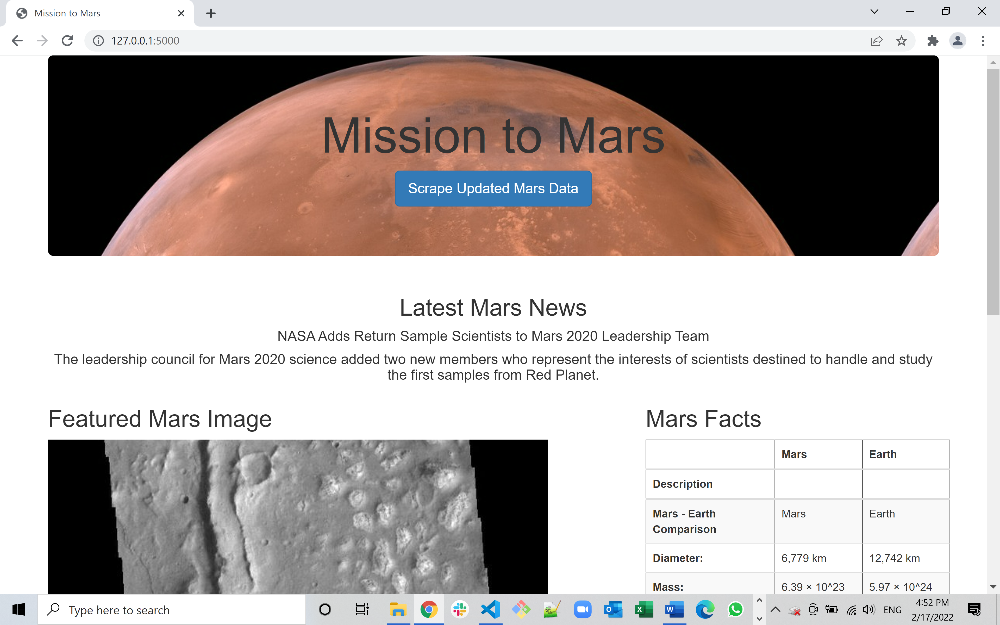 Mission to Mars
127.0.0.1:5000
Mission to Mars
Scrape Updated Mars Data
Latest Mars News
NASA Adds Return Sample Scientists to Mars 2020 Leadership Team
The leadership council for Mars 2020 science added two new members who represent the interests of scientists destined to handle and study
the first samples from Red Planet.
Featured Mars Image
Mars Facts
Mars Earth
Description
Mars - Earth
Comparison
Mars Earth
Diameter: 6,779 km 12,742 km
Mass: 6.39 × 10^23 5.97 × 10^24
Type here to search
ENG
4:52 PM
2/17/2022